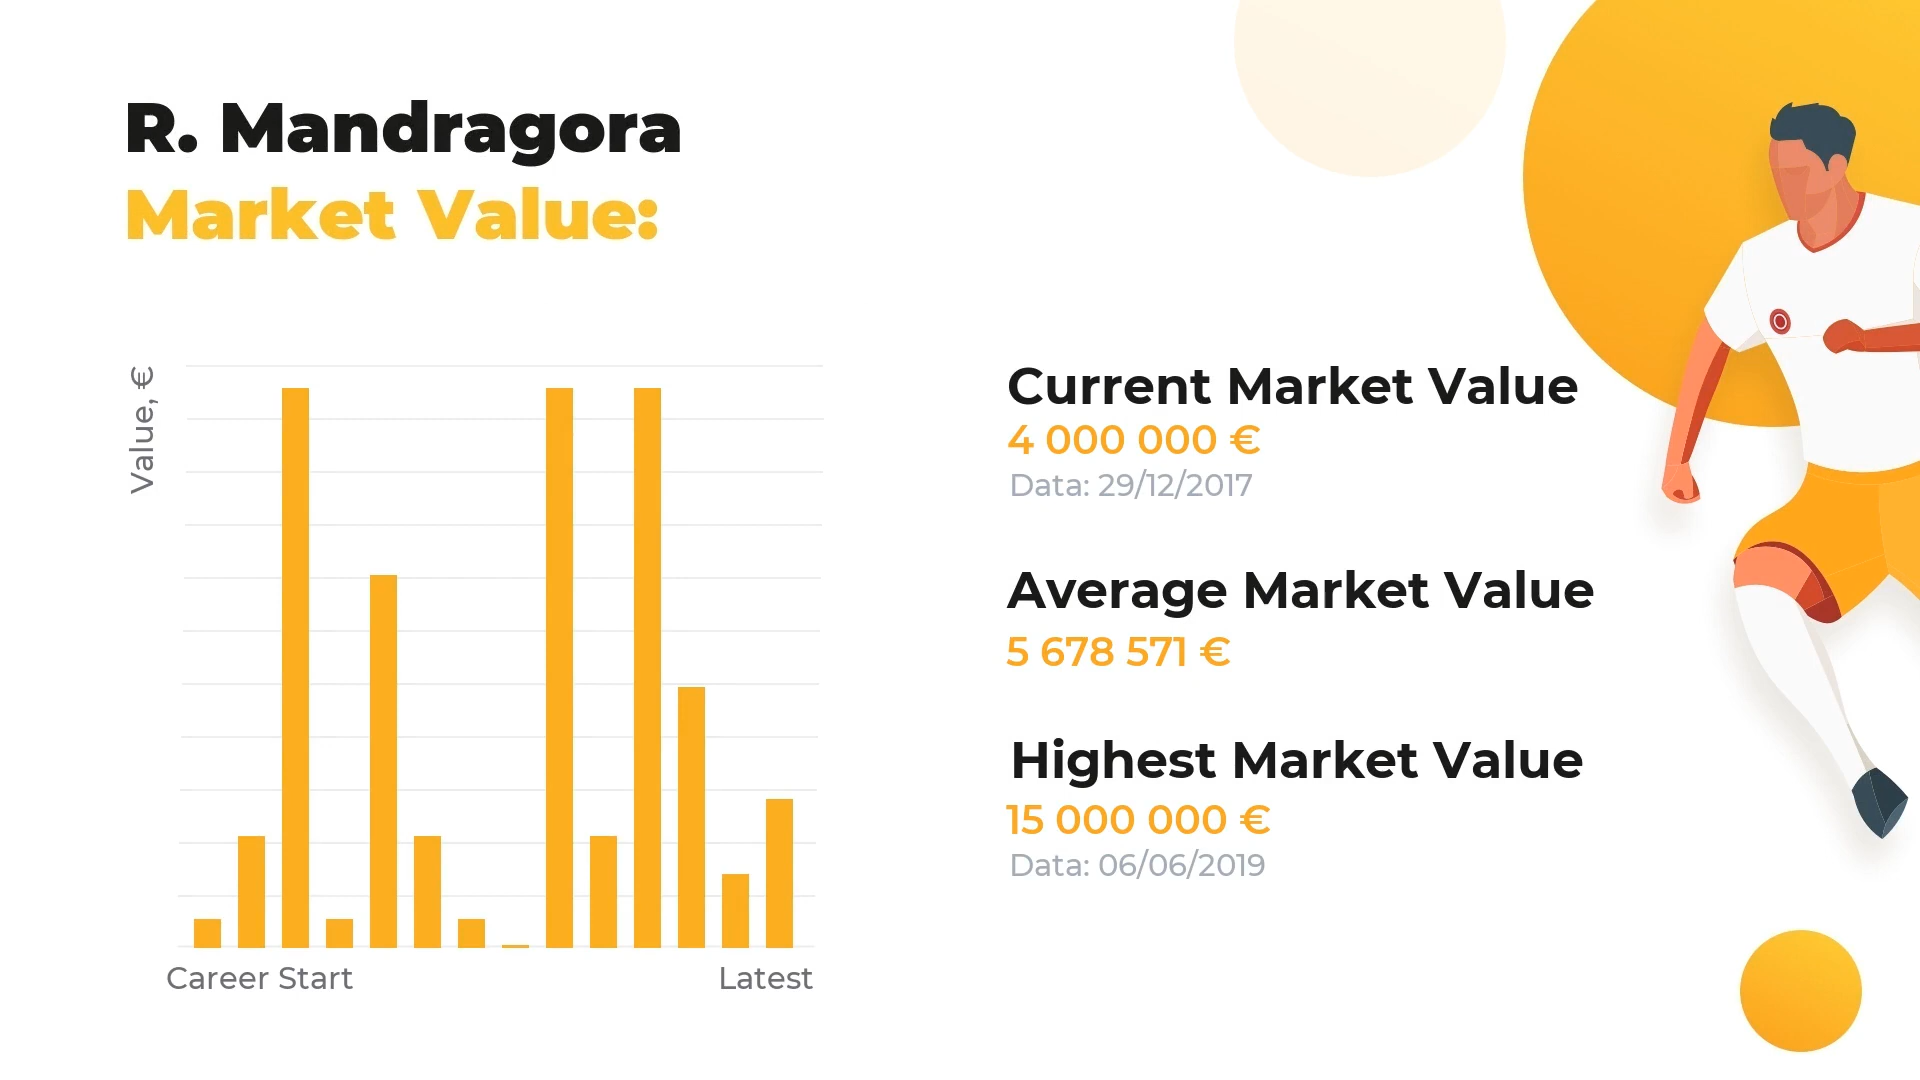 R. Mandragora
Market Value:
Value, €
Career Start
Latest
Current Market Value
4 000 000 €
Data: 29/12/2017
Average Market Value
5 678 571 €
Highest Market Value
15 000 000 €
Data: 06/06/2019